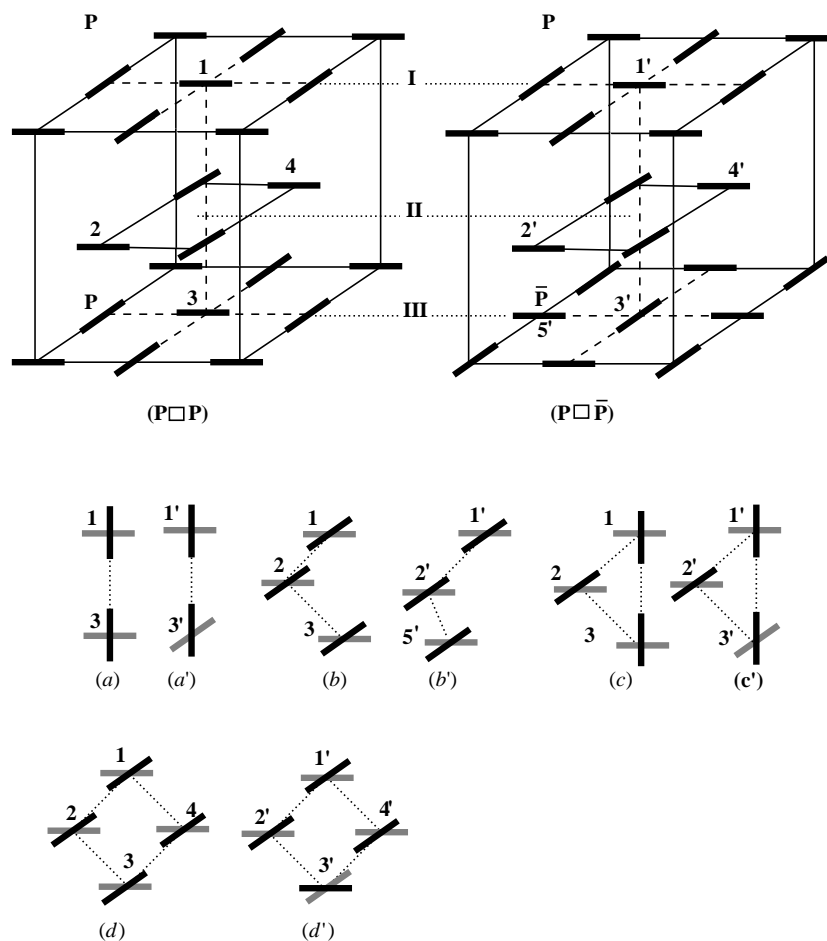 P P
1 I 1'
4 4'
2 II 2'
P 3 III P̄ 3'
5'
(P□P) (P□P̄)
1 1' 1 1' 1 1'
2 2' 2 2'
3 3' 3 5' 3 3'
(a) (a') (b) (b') (c) (c')
1 1'
2 4 2' 4'
3 3'
(d) (d')